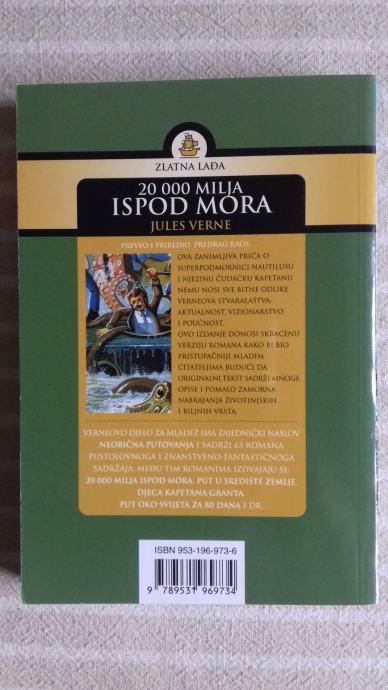 ZLATNA LAĐA
20 000 MILJA
ISPOD MORA
JULES VERNE
PREVEO I PRIREDIO: PREDRAG RAOS
OVA ZANIMLJIVA PRIČA O
SUPERPODMORNICI NAUTILUSU
I NJEZINU ČUDAČKU KAPETANU
NEMU NOSI SVE BITNE ODLIKE
VERNEOVA STVARALAŠTVA:
AKTUALNOST, VIZIONARSTVO
I POUČNOST.
OVO IZDANJE DONOSI SKRAĆENU
VERZIJU ROMANA KAKO BI BIO
PRISTUPAČNIJI MLAĐIM
ČITATELJIMA BUDUĆI DA
ORIGINALNI TEKST SADRŽI MNOGE
OPISE I POMALO ZAMORNA
NABRAJANJA ŽIVOTINJSKIH
I BILJNIH VRSTA.
VERNEOVO DJELO ZA MLADEŽ IMA ZAJEDNIČKI NASLOV
NEOBIČNA PUTOVANJA I SADRŽI 63 ROMANA
PUSTOLOVNOGA I ZNANSTVENO-FANTASTIČNOGA
SADRŽAJA. MEĐU TIM ROMANIMA IZDVAJAJU SE:
20 000 MILJA ISPOD MORA, PUT U SREDIŠTE ZEMLJE,
DJECA KAPETANA GRANTA,
PUT OKO SVIJETA ZA 80 DANA I DR.
ISBN 953-196-973-6
9 789531 969734